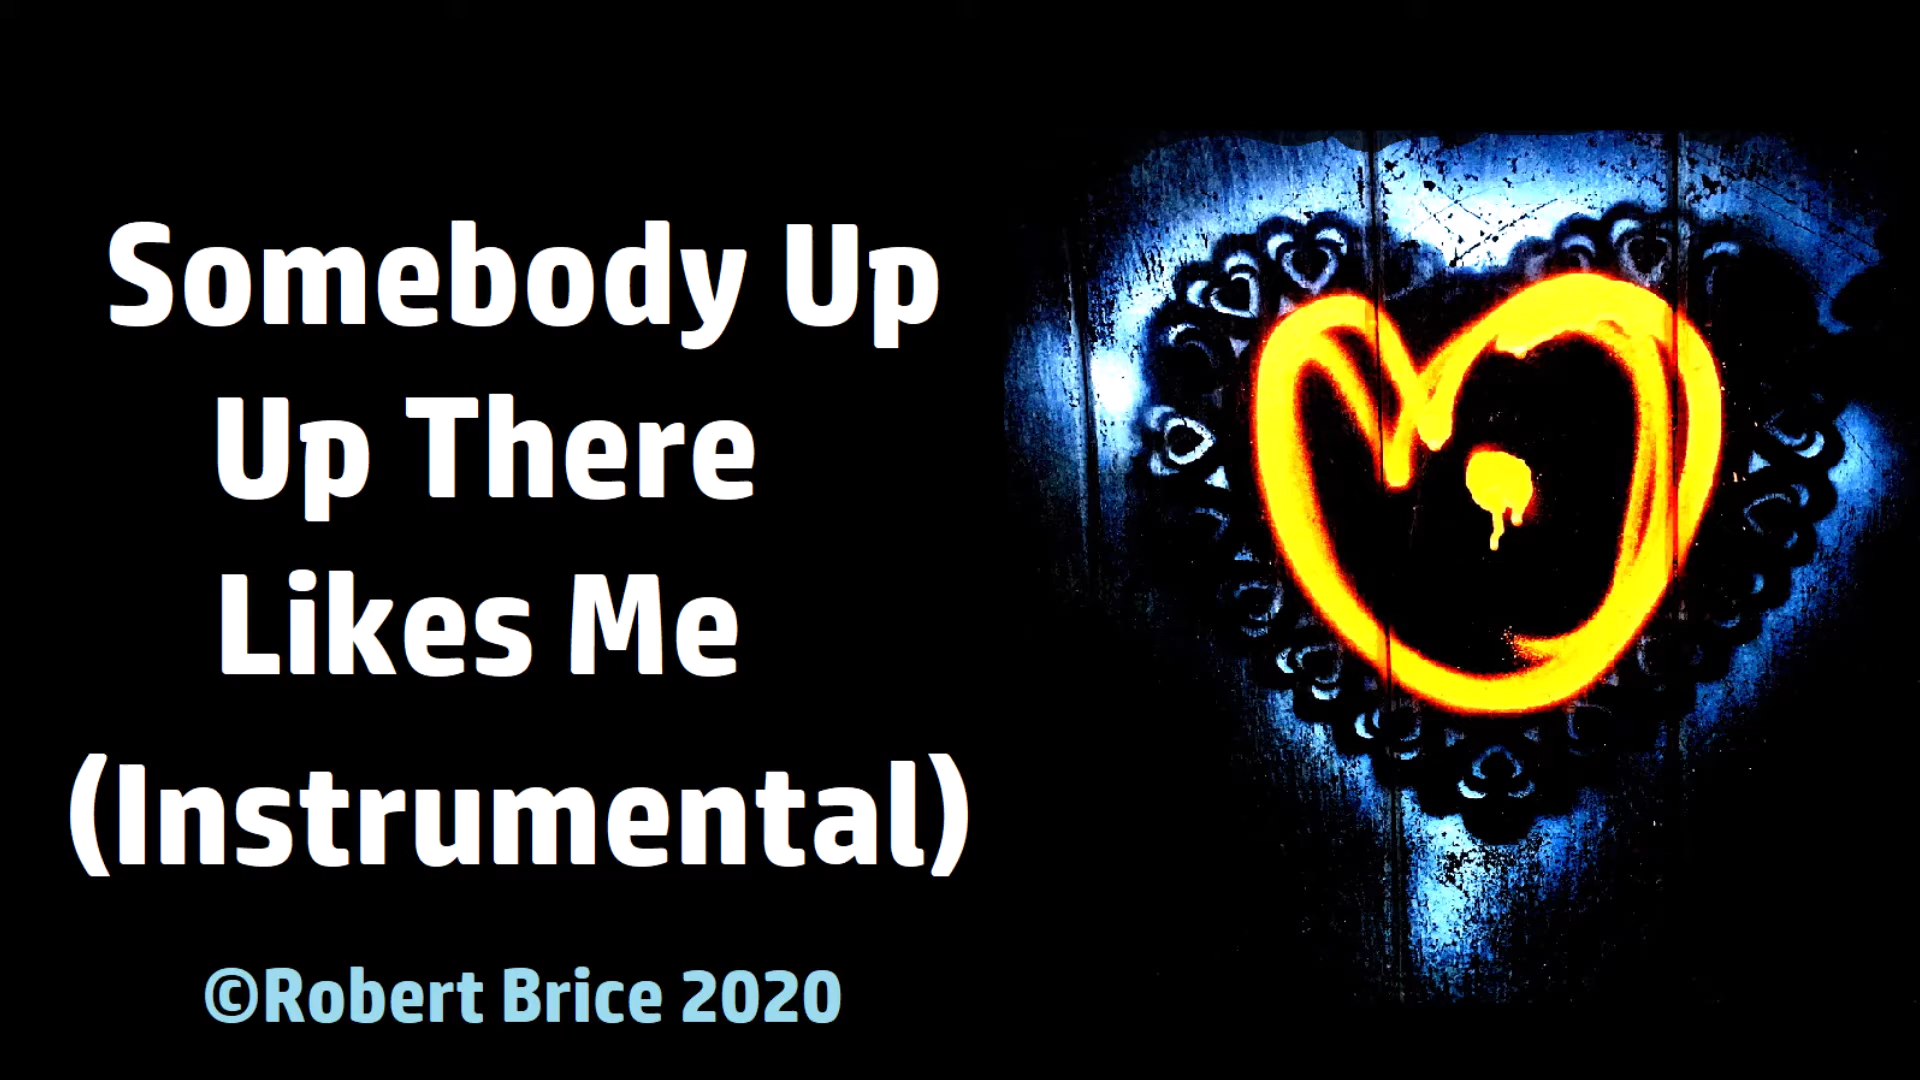 Somebody Up
Up There
Likes Me
(Instrumental)
©Robert Brice 2020